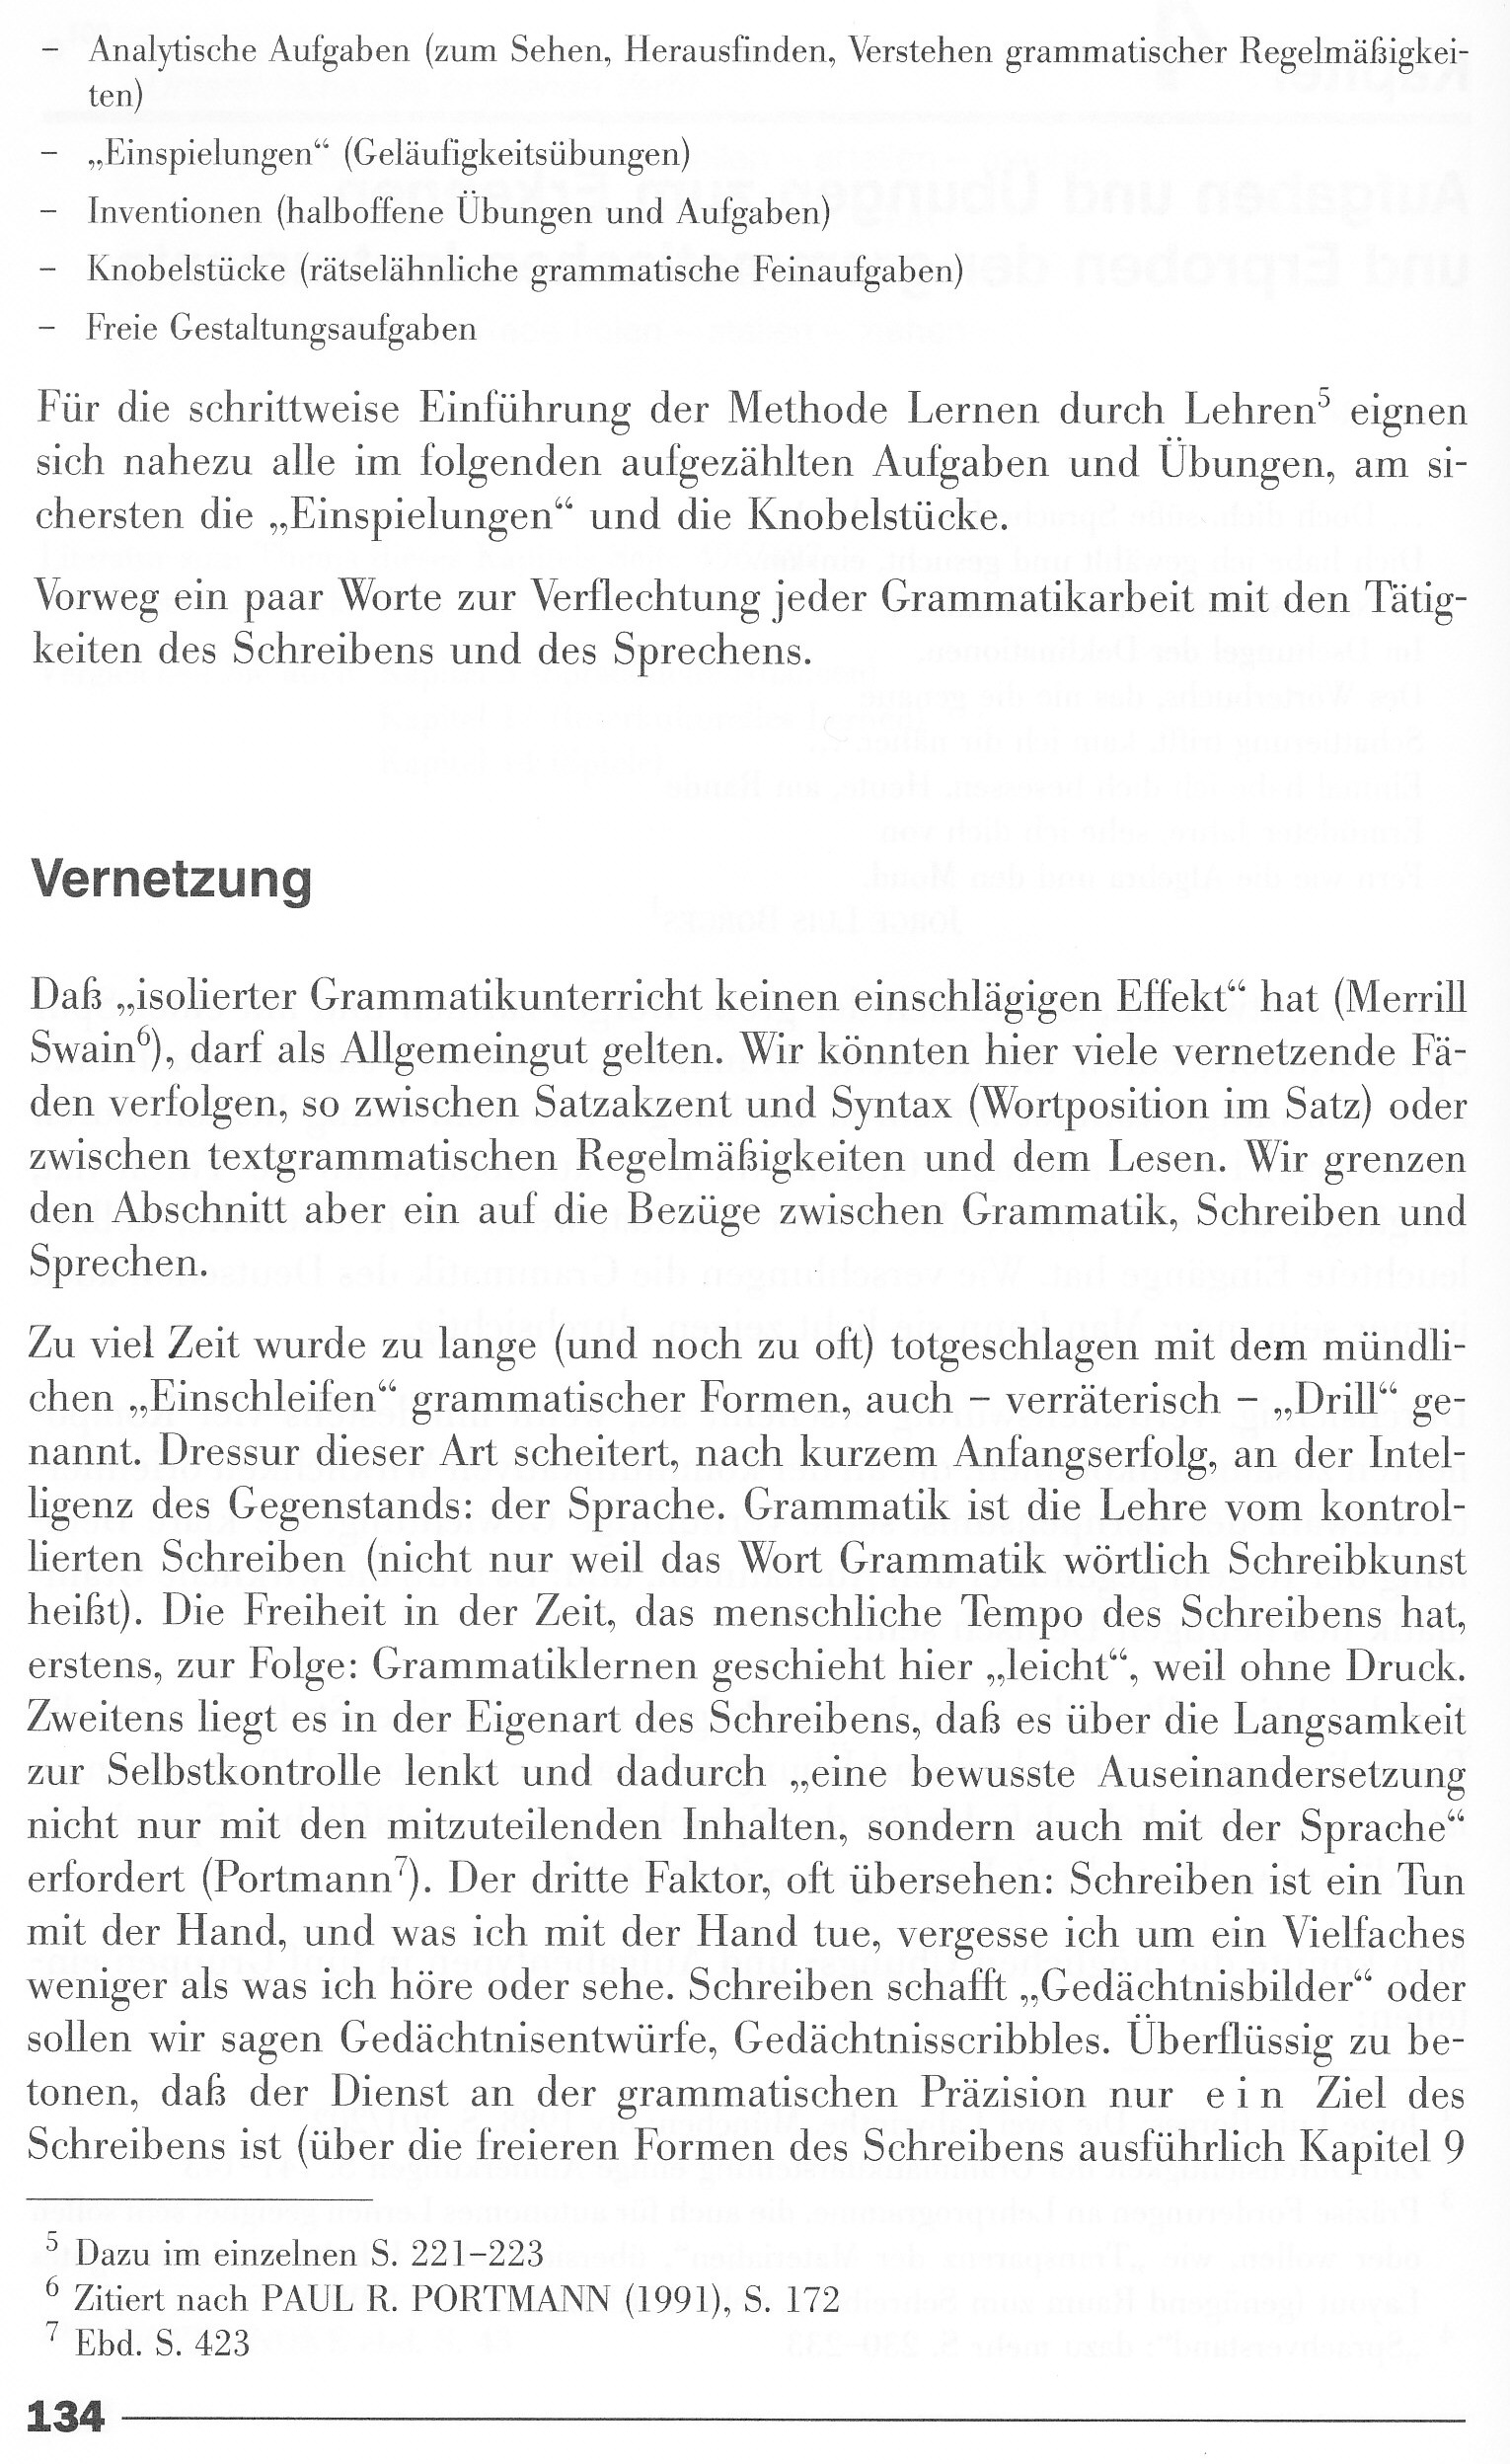 – Analytische Aufgaben (zum Sehen, Herausfinden, Verstehen grammatischer Regelmäßigkei-
ten)
– „Einspielungen“ (Geläufigkeitsübungen)
– Inventionen (halboffene Übungen und Aufgaben)
– Knobelstücke (rätselähnliche grammatische Feinaufgaben)
– Freie Gestaltungsaufgaben
Für die schrittweise Einführung der Methode Lernen durch Lehren⁵ eignen
sich nahezu alle im folgenden aufgezählten Aufgaben und Übungen, am si-
chersten die „Einspielungen“ und die Knobelstücke.
Vorweg ein paar Worte zur Verflechtung jeder Grammatikarbeit mit den Tätig-
keiten des Schreibens und des Sprechens.
Vernetzung
Daß „isolierter Grammatikunterricht keinen einschlägigen Effekt“ hat (Merrill
Swain⁶), darf als Allgemeingut gelten. Wir könnten hier viele vernetzende Fä-
den verfolgen, so zwischen Satzakzent und Syntax (Wortposition im Satz) oder
zwischen textgrammatischen Regelmäßigkeiten und dem Lesen. Wir grenzen
den Abschnitt aber ein auf die Bezüge zwischen Grammatik, Schreiben und
Sprechen.
Zu viel Zeit wurde zu lange (und noch zu oft) totgeschlagen mit dem mündli-
chen „Einschleifen“ grammatischer Formen, auch – verräterisch – „Drill“ ge-
nannt. Dressur dieser Art scheitert, nach kurzem Anfangserfolg, an der Intel-
ligenz des Gegenstands: der Sprache. Grammatik ist die Lehre vom kontrol-
lierten Schreiben (nicht nur weil das Wort Grammatik wörtlich Schreibkunst
heißt). Die Freiheit in der Zeit, das menschliche Tempo des Schreibens hat,
erstens, zur Folge: Grammatiklernen geschieht hier „leicht“, weil ohne Druck.
Zweitens liegt es in der Eigenart des Schreibens, daß es über die Langsamkeit
zur Selbstkontrolle lenkt und dadurch „eine bewusste Auseinandersetzung
nicht nur mit den mitzuteilenden Inhalten, sondern auch mit der Sprache“
erfordert (Portmann⁷). Der dritte Faktor, oft übersehen: Schreiben ist ein Tun
mit der Hand, und was ich mit der Hand tue, vergesse ich um ein Vielfaches
weniger als was ich höre oder sehe. Schreiben schafft „Gedächtnisbilder“ oder
sollen wir sagen Gedächtnisentwürfe, Gedächtnisscribbles. Überflüssig zu be-
tonen, daß der Dienst an der grammatischen Präzision nur e i n Ziel des
Schreibens ist (über die freieren Formen des Schreibens ausführlich Kapitel 9
⁵ Dazu im einzelnen S. 221–223
⁶ Zitiert nach PAUL R. PORTMANN (1991), S. 172
⁷ Ebd. S. 423
134